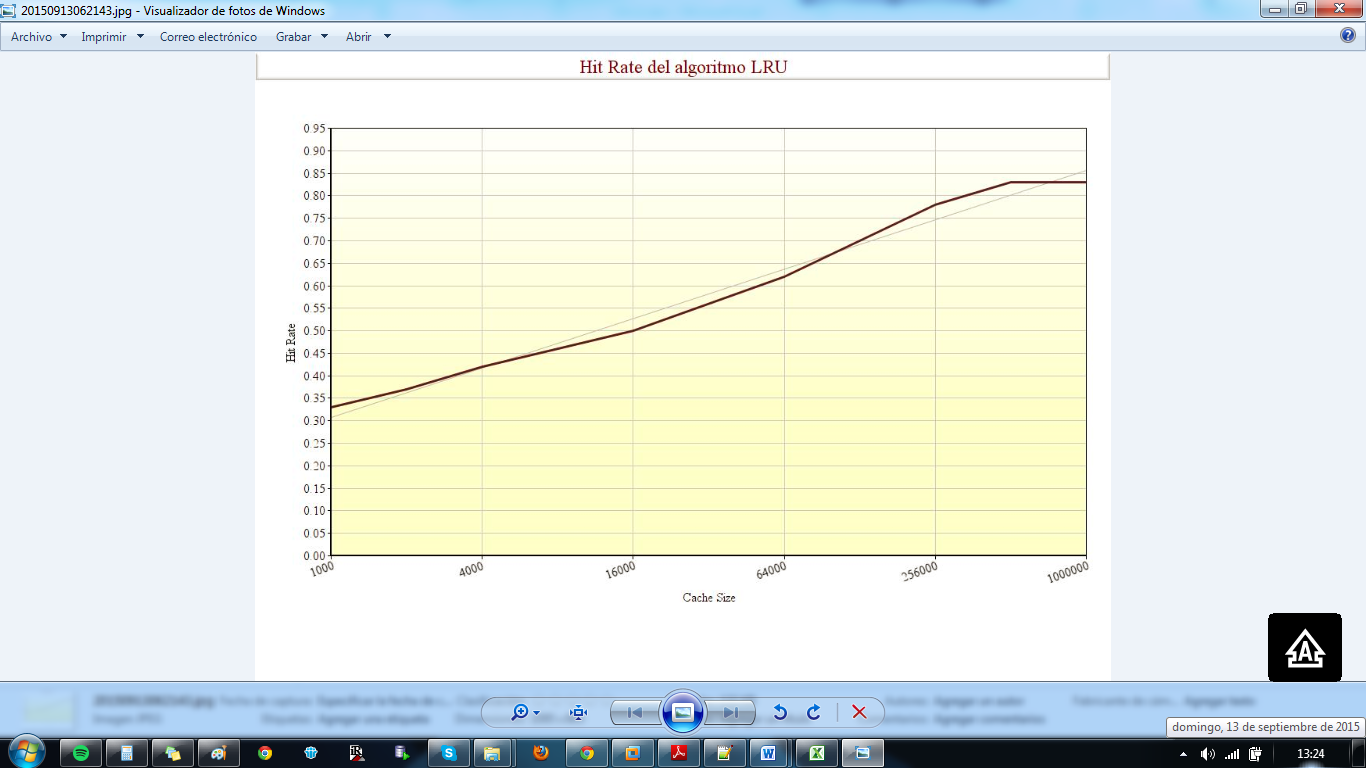 20150913062143.jpg - Visualizador de fotos de Windows
Archivo Imprimir Correo electrónico Grabar Abrir
Hit Rate del algoritmo LRU
0.95
0.90
0.85
0.80
0.75
0.70
0.65
0.60
0.55
0.50
0.45
0.40
0.35
0.30
0.25
0.20
0.15
0.10
0.05
0.00
Hit Rate
1000 4000 16000 64000 256000 1000000
Cache Size
A
20150913062143.jpg
domingo, 13 de septiembre de 2015
13:24